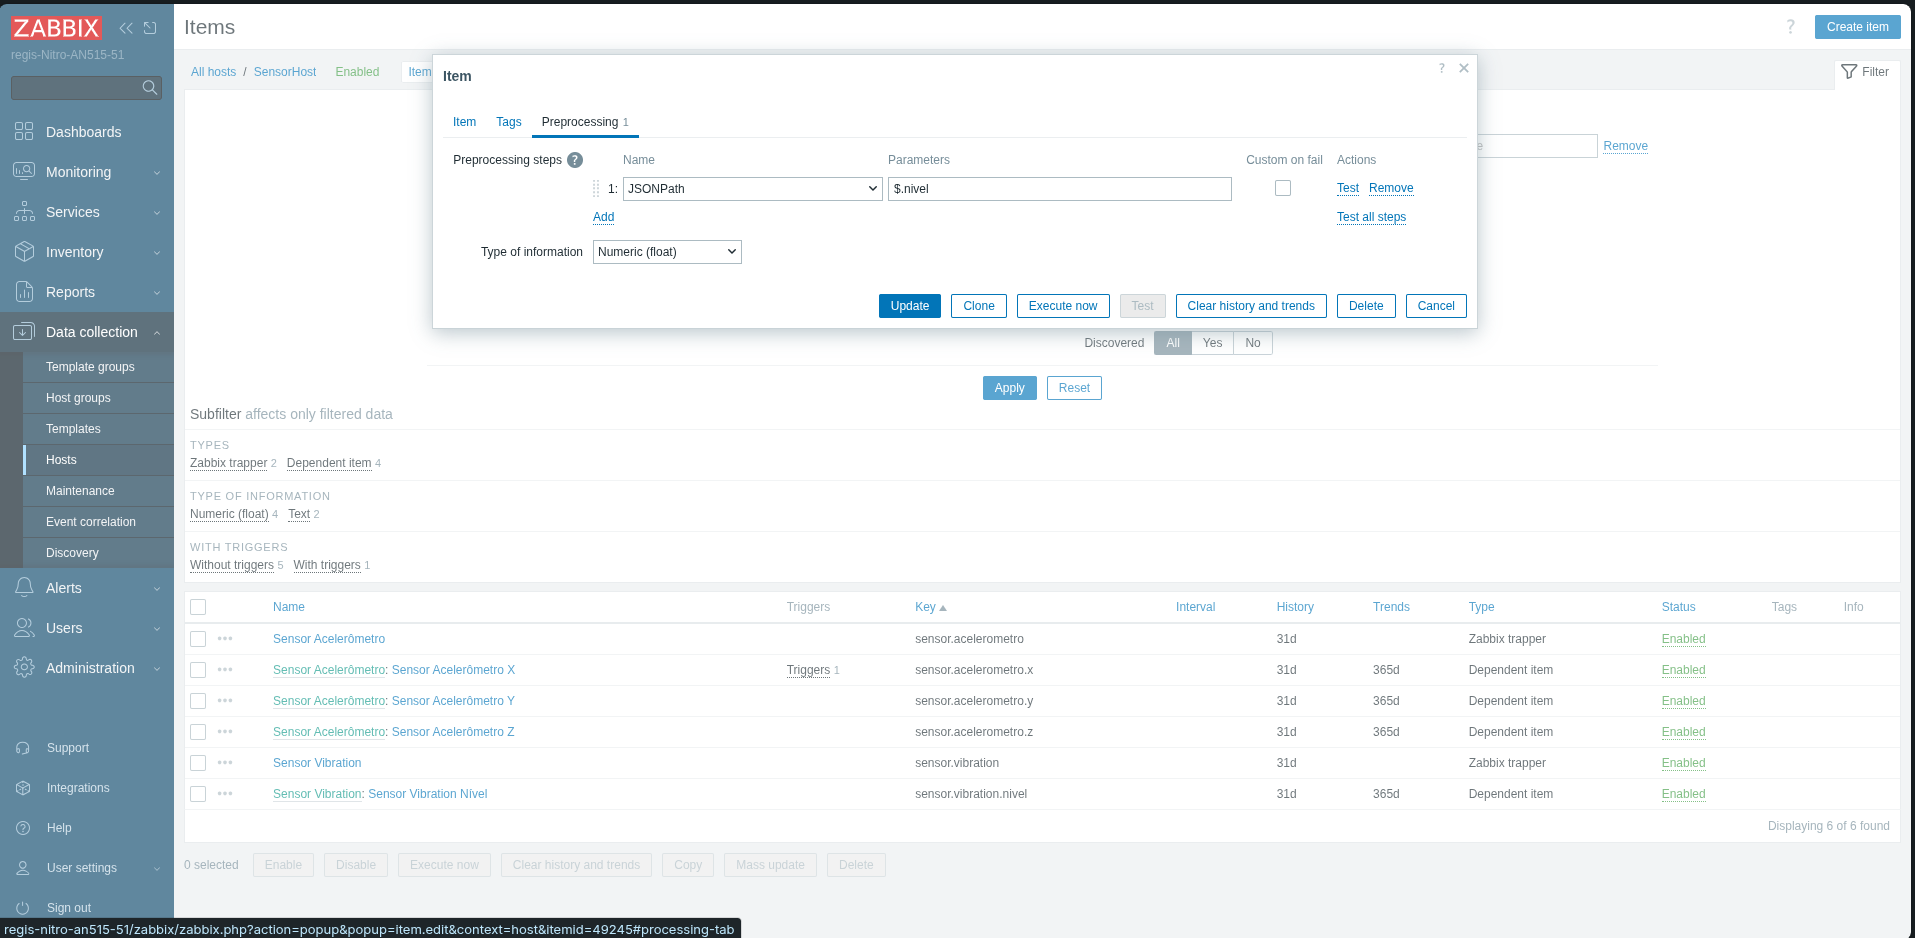 ZABBIX
regis-Nitro-AN515-51
Dashboards
Monitoring
Services
Inventory
Reports
Data collection
Template groups
Host groups
Templates
Hosts
Maintenance
Event correlation
Discovery
Alerts
Users
Administration
Support
Integrations
Help
User settings
Sign out
Items
? Create item
All hosts / SensorHost Enabled Item
Filter
Item
?
Item Tags Preprocessing 1
Preprocessing steps ? Name Parameters Custom on fail Actions
1: JSONPath $.nivel Test Remove
Add Test all steps
Type of information Numeric (float)
Update Clone Execute now Test Clear history and trends Delete Cancel
e Remove
Discovered All Yes No
Apply Reset
Subfilter affects only filtered data
TYPES
Zabbix trapper 2 Dependent item 4
TYPE OF INFORMATION
Numeric (float) 4 Text 2
WITH TRIGGERS
Without triggers 5 With triggers 1
Name Triggers Key Interval History Trends Type Status Tags Info
Sensor Acelerômetro sensor.acelerometro 31d Zabbix trapper Enabled
Sensor Acelerômetro: Sensor Acelerômetro X Triggers 1 sensor.acelerometro.x 31d 365d Dependent item Enabled
Sensor Acelerômetro: Sensor Acelerômetro Y sensor.acelerometro.y 31d 365d Dependent item Enabled
Sensor Acelerômetro: Sensor Acelerômetro Z sensor.acelerometro.z 31d 365d Dependent item Enabled
Sensor Vibration sensor.vibration 31d Zabbix trapper Enabled
Sensor Vibration: Sensor Vibration Nível sensor.vibration.nivel 31d 365d Dependent item Enabled
Displaying 6 of 6 found
0 selected Enable Disable Execute now Clear history and trends Copy Mass update Delete
regis-nitro-an515-51/zabbix/zabbix.php?action=popup&popup=item.edit&context=host&itemid=49245#processing-tab